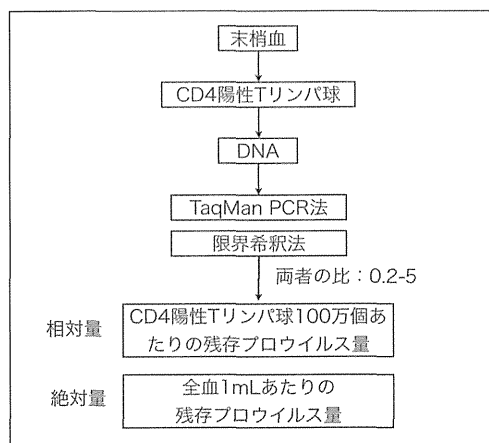 末梢血
CD4陽性Tリンパ球
DNA
TaqMan PCR法
限界希釈法
両者の比：0.2-5
相対量
CD4陽性Tリンパ球100万個あ
たりの残存プロウイルス量
絶対量
全血1mLあたりの
残存プロウイルス量